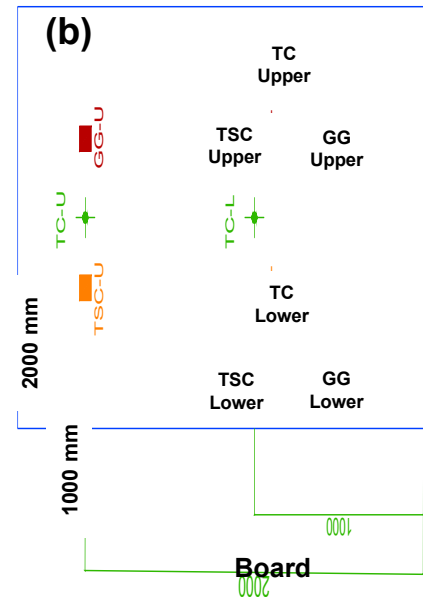 (b)
TC
Upper
GG-U
TSC
Upper
GG
Upper
TC-U
TC-L
TSC-U
TC
Lower
2000 mm
TSC
Lower
GG
Lower
1000 mm
1000
Board
2000